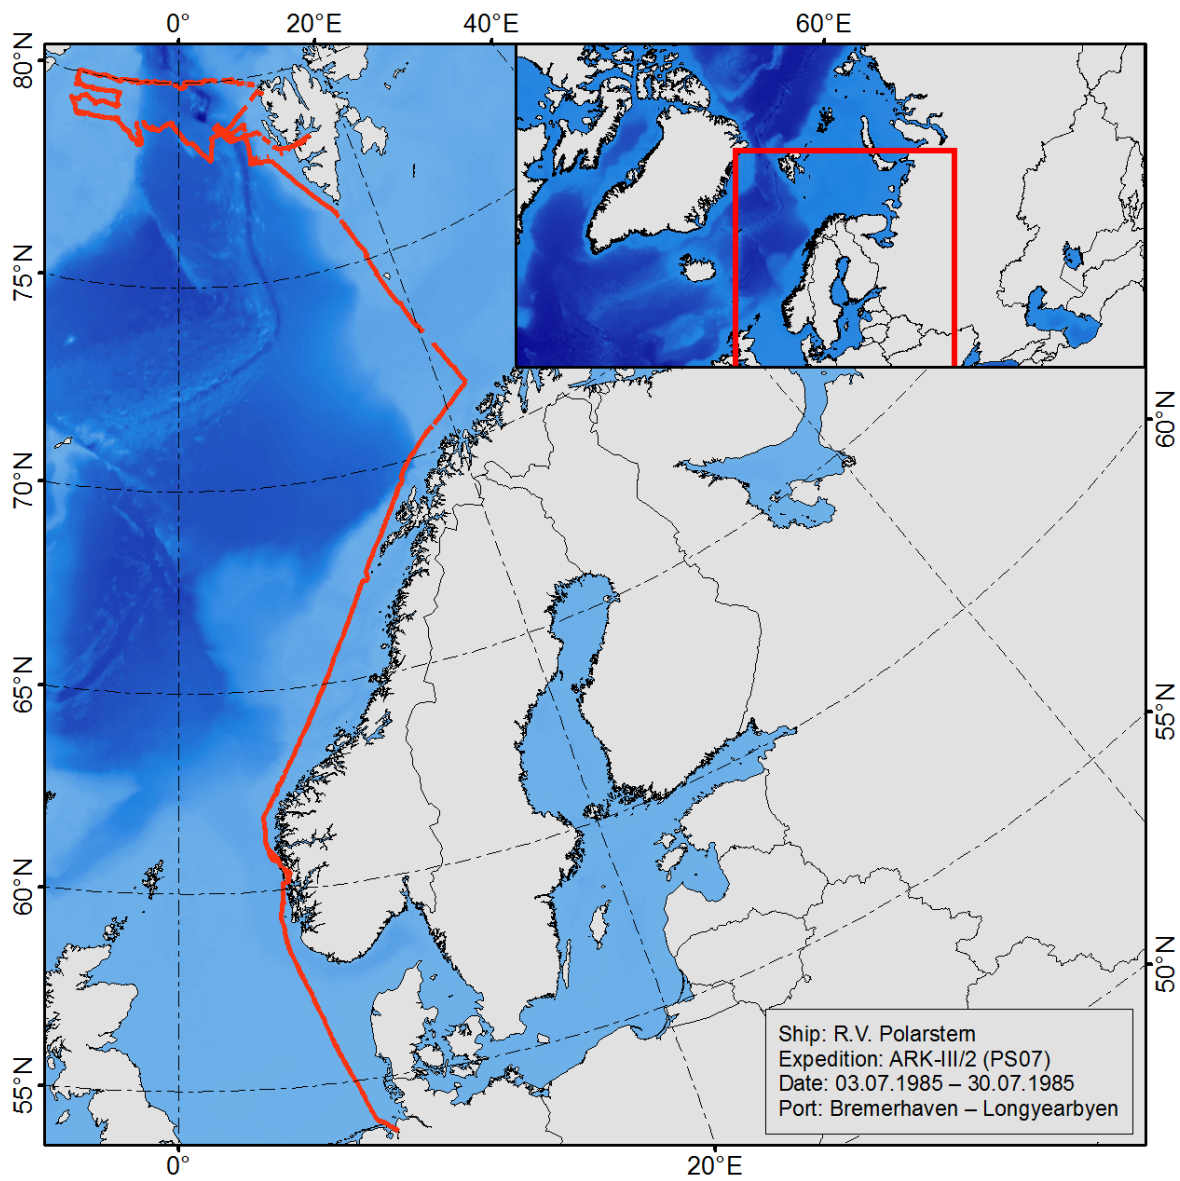 0°
20°E
40°E
60°E
80°N
75°N
70°N
65°N
60°N
55°N
60°N
55°N
50°N
Ship: R.V. Polarstern
Expedition: ARK-III/2 (PS07)
Date: 03.07.1985 – 30.07.1985
Port: Bremerhaven – Longyearbyen
0°
20°E